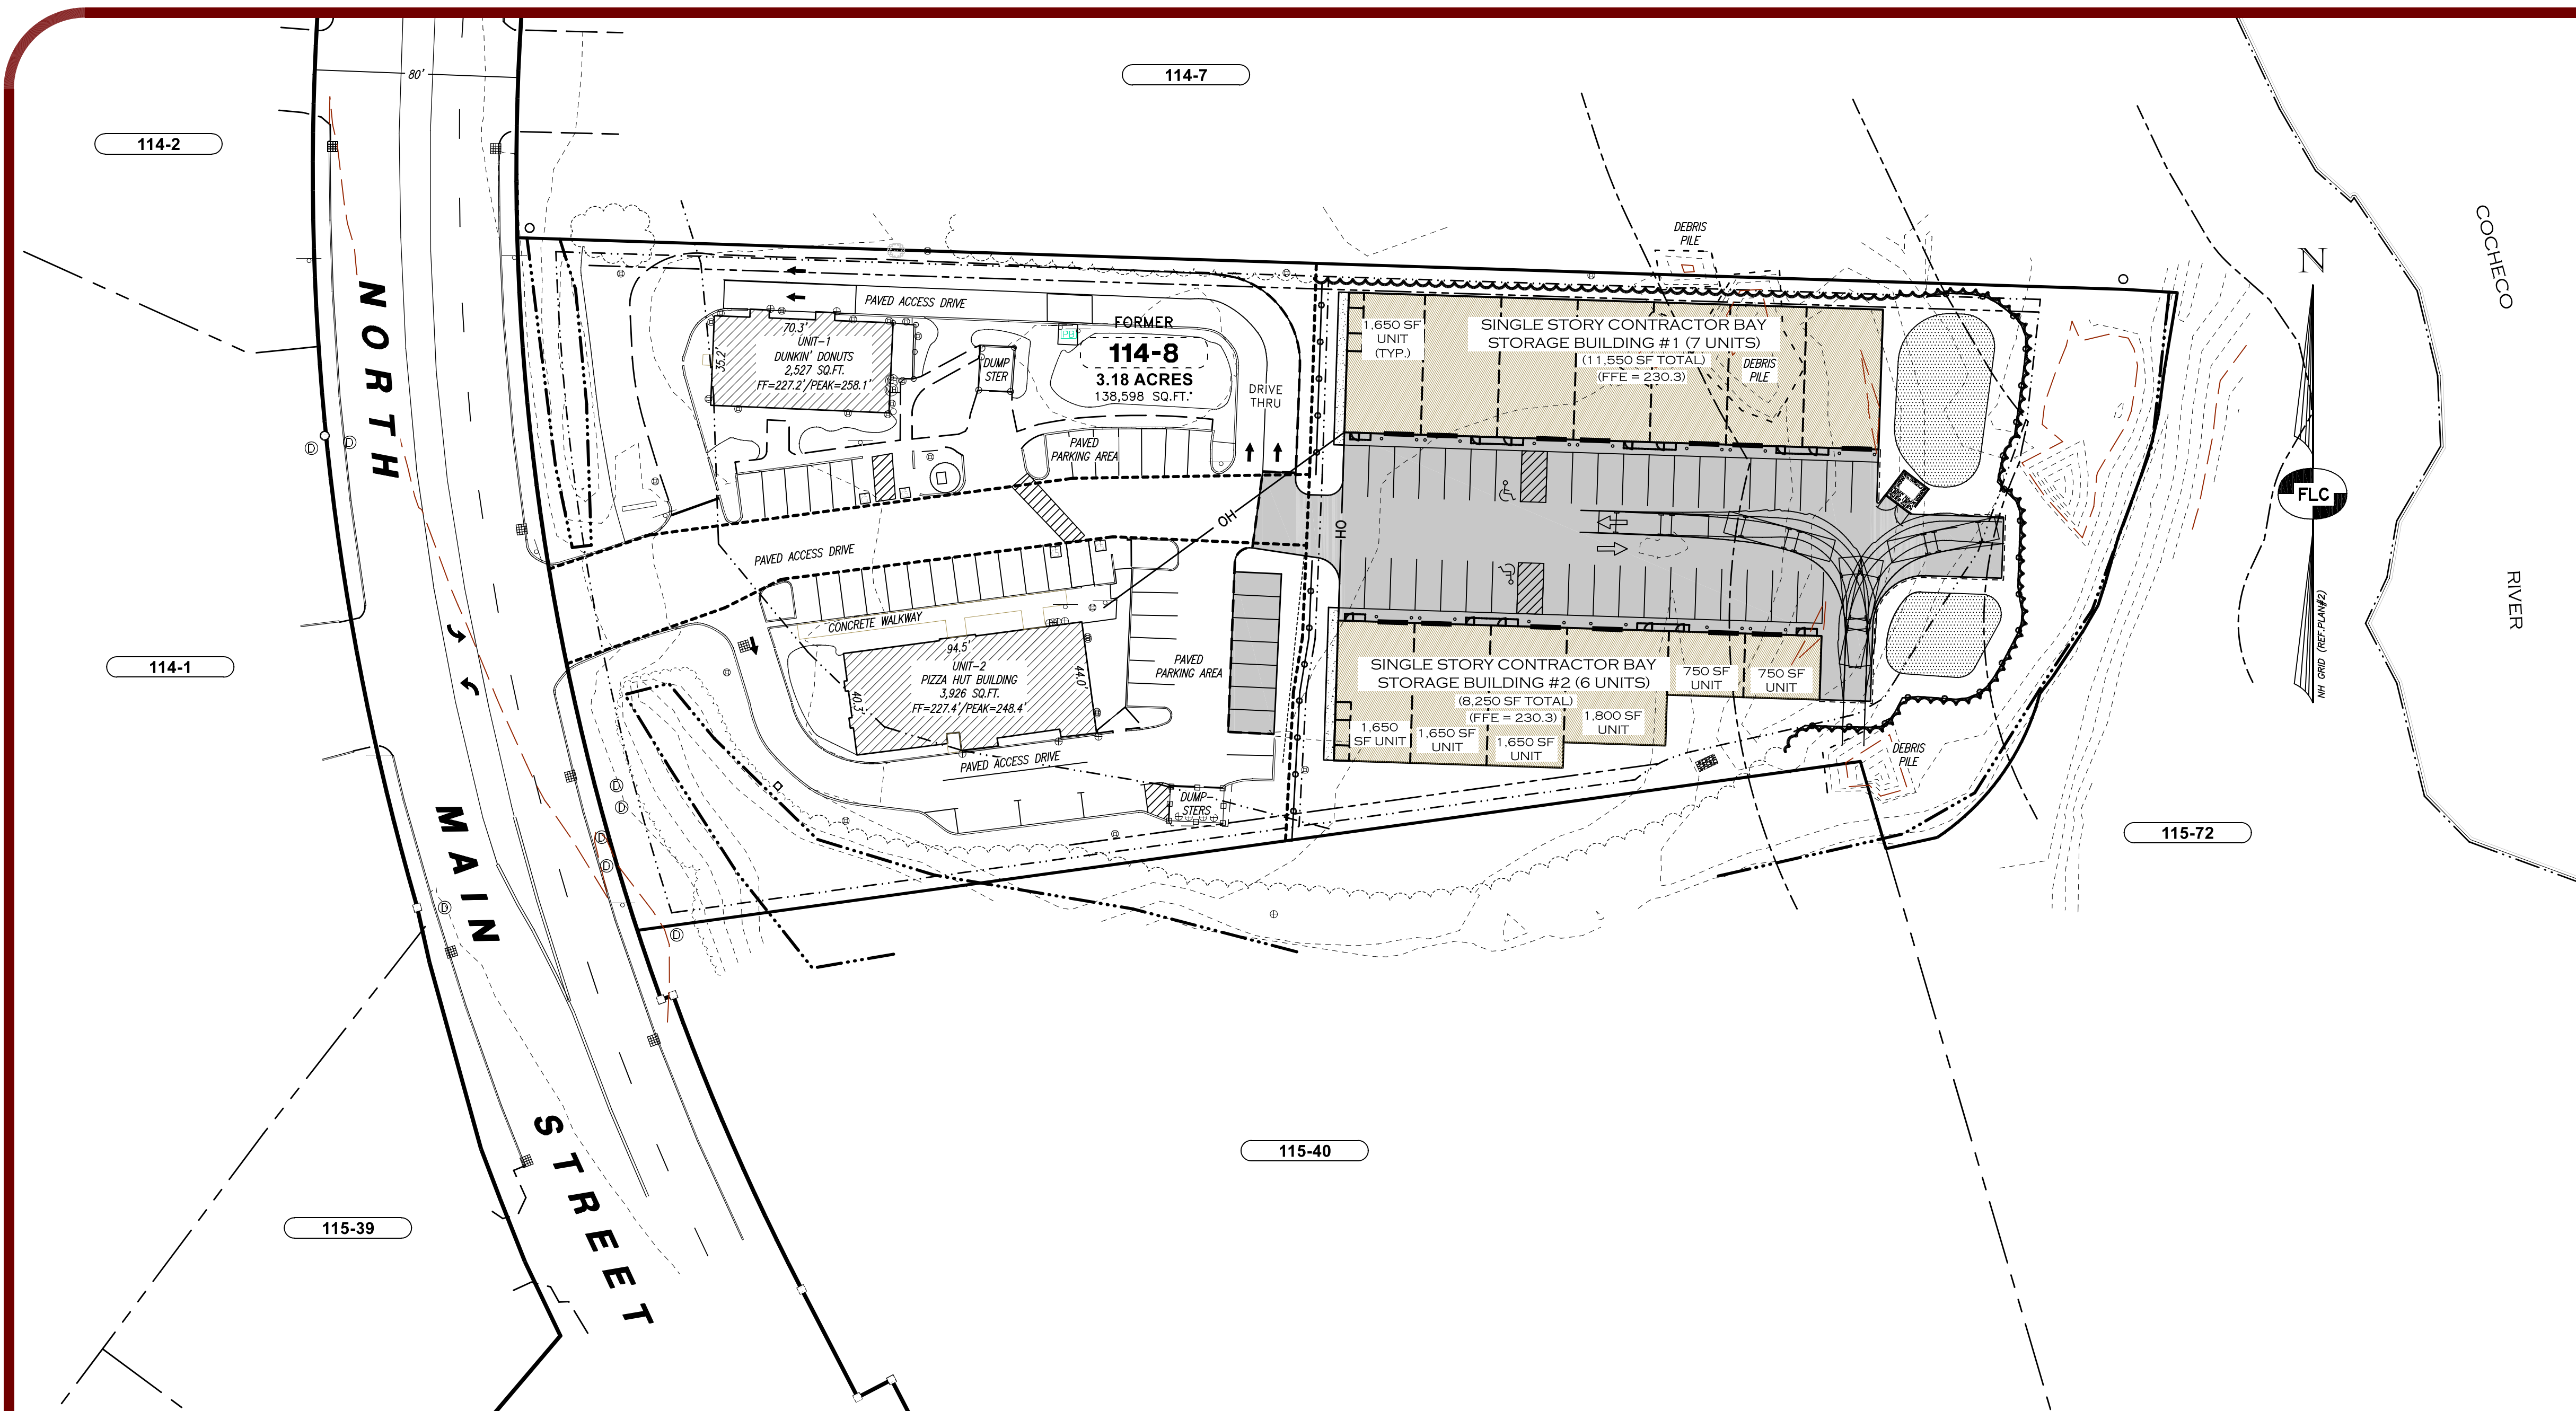 80'
114-7
114-2
COCHECO
RIVER
N
FLC
NH GRID (REF.PLAN#2)
NORTH
MAIN
STREET
DEBRIS
PILE
PAVED ACCESS DRIVE
70.3'
35.2'
UNIT-1
DUNKIN' DONUTS
2,527 SQ.FT.
FF=227.2'/PEAK=258.1'
DUMP
STER
FORMER
114-8
3.18 ACRES
138,598 SQ.FT.
DRIVE
THRU
PAVED
PARKING AREA
1,650 SF
UNIT
(TYP.)
SINGLE STORY CONTRACTOR BAY
STORAGE BUILDING #1 (7 UNITS)
(11,550 SF TOTAL)
(FFE = 230.3)
DEBRIS
PILE
OH
OH
PAVED ACCESS DRIVE
CONCRETE WALKWAY
94.5'
44.0'
40.3'
UNIT-2
PIZZA HUT BUILDING
3,926 SQ.FT.
FF=227.4'/PEAK=248.4'
PAVED
PARKING AREA
PAVED ACCESS DRIVE
DUMP-
STERS
SINGLE STORY CONTRACTOR BAY
STORAGE BUILDING #2 (6 UNITS)
(8,250 SF TOTAL)
(FFE = 230.3)
1,650
SF UNIT
1,650 SF
UNIT
1,650 SF
UNIT
1,800 SF
UNIT
750 SF
UNIT
750 SF
UNIT
DEBRIS
PILE
D
D
D
D
D
D
D
D
114-1
115-72
115-40
115-39